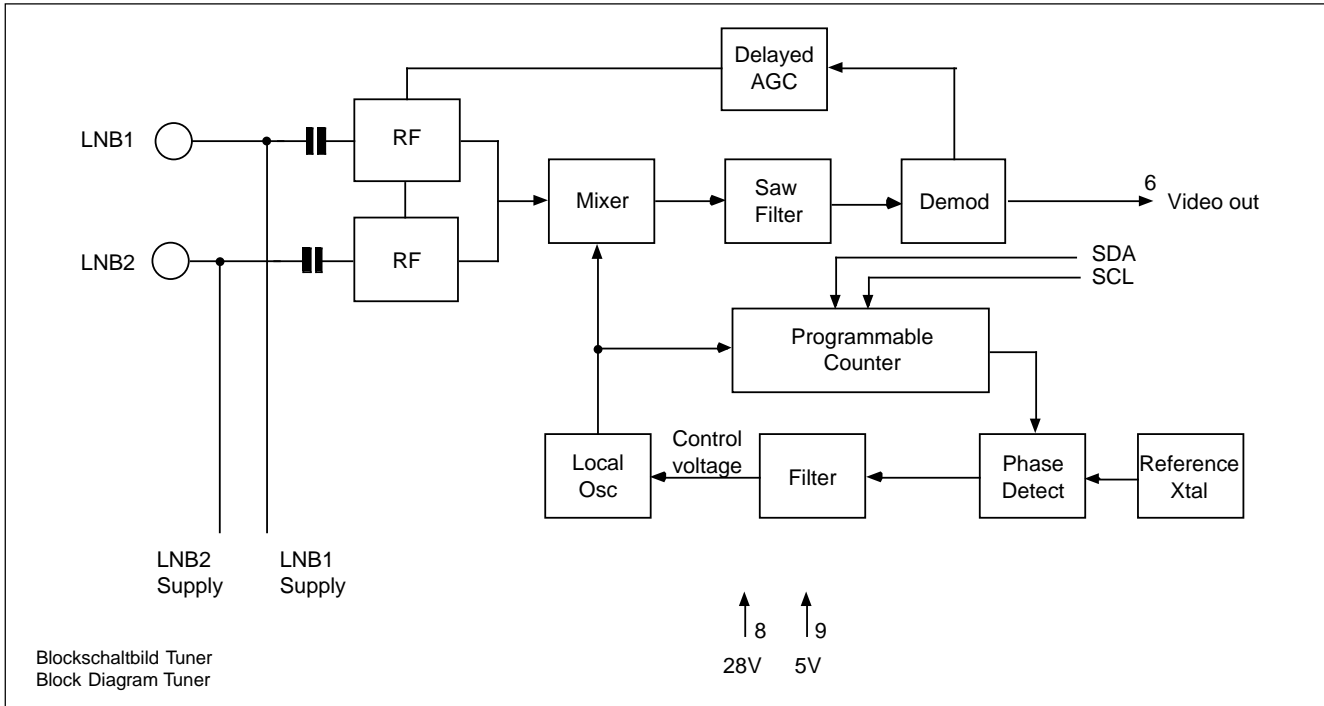 Delayed
AGC
LNB1
RF
Mixer
Saw
Filter
Demod
6
Video out
LNB2
RF
SDA
SCL
Programmable
Counter
Control
voltage
Local
Osc
Filter
Phase
Detect
Reference
Xtal
LNB2
Supply
LNB1
Supply
8
9
28V
5V
Blockschaltbild Tuner
Block Diagram Tuner